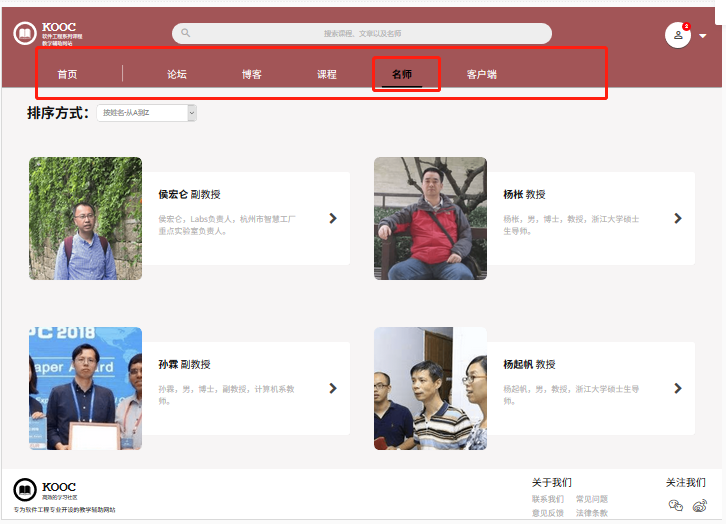 KOOC
软件工程系列课程
教学辅助网站
搜索课程、文章以及名师
2
首页
论坛
博客
课程
名师
客户端
排序方式：
按姓名-从A到Z
侯宏仑 副教授
侯宏仑，Labs负责人，杭州市智慧工厂
重点实验室负责人。
杨枨 教授
杨枨，男，博士，教授，浙江大学硕士
生导师。
PC 2018
aper Award
孙霖 副教授
孙霖，男，博士，副教授，计算机系教
师。
杨起帆 教授
杨起帆，男，教授，浙江大学硕士生导
师。
KOOC
高效的学习社区
专为软件工程专业开设的教学辅助网站
关于我们
联系我们 常见问题
意见反馈 法律条款
关注我们